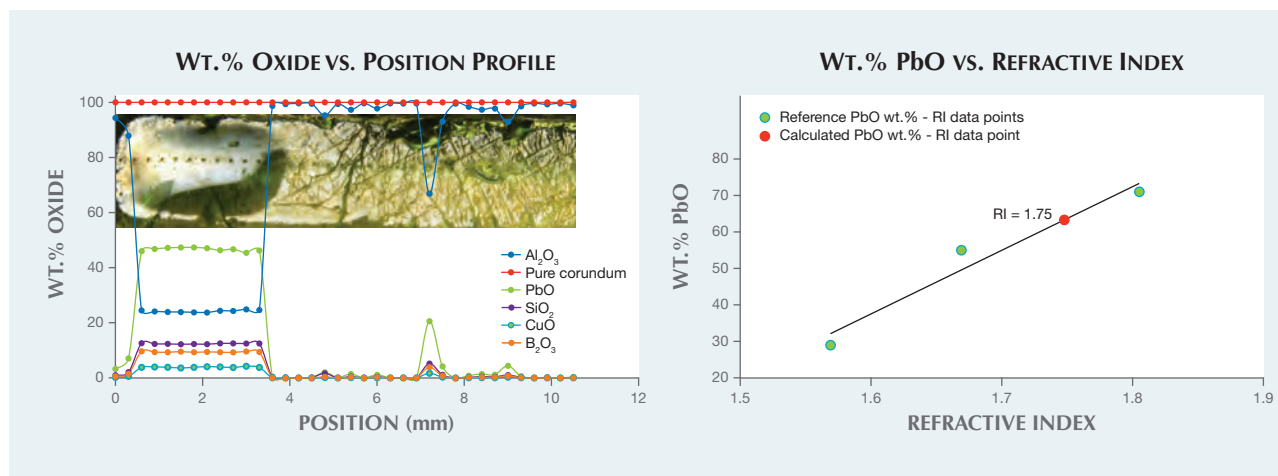 WT.% OXIDE VS. POSITION PROFILE
WT.% OXIDE
100
80
60
40
20
0
Al₂O₃
Pure corundum
PbO
SiO₂
CuO
B₂O₃
0 2 4 6 8 10 12
POSITION (mm)
WT.% PbO VS. REFRACTIVE INDEX
WT.% PbO
Reference PbO wt.% - RI data points
Calculated PbO wt.% - RI data point
80
70
60
50
40
30
20
RI = 1.75
1.5 1.6 1.7 1.8 1.9
REFRACTIVE INDEX